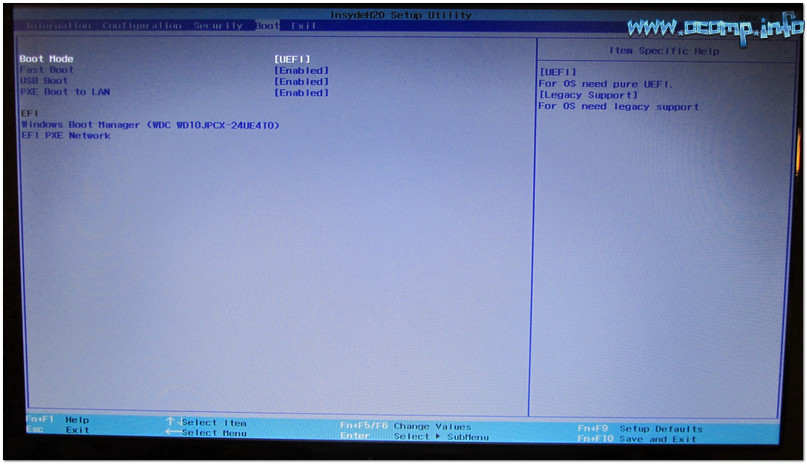 InsydeH20 Setup Utility
Information Configuration Security Boot Exit
www.ocomp.info
Boot Mode [UEFI]
Fast Boot [Enabled]
USB Boot [Enabled]
PXE Boot to LAN [Enabled]
EFI
Windows Boot Manager (WDC WD10JPCX-24UE4T0)
EFI PXE Network
Item Specific Help
[UEFI]
For OS need pure UEFI.
[Legacy Support]
For OS need legacy support
Fn+F1 Help ↑↓Select Item Fn+F5/F6 Change Values Fn+F9 Setup Defaults
Esc Exit ←→Select Menu Enter Select ▶ SubMenu Fn+F10 Save and Exit